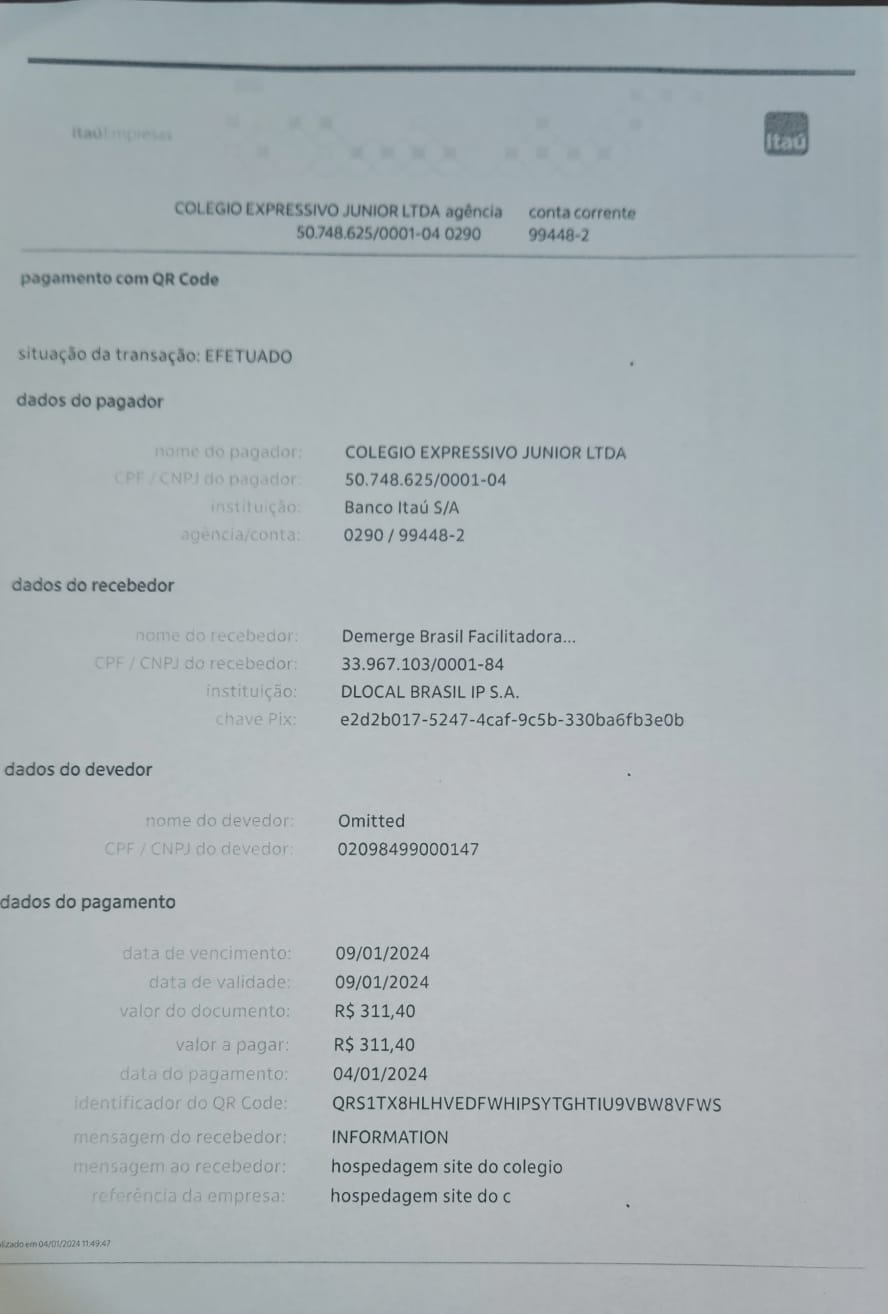 Itaú Empresas
Itaú
COLEGIO EXPRESSIVO JUNIOR LTDA agência conta corrente
50.748.625/0001-04 0290 99448-2
pagamento com QR Code
situação da transação: EFETUADO
dados do pagador
nome do pagador: COLEGIO EXPRESSIVO JUNIOR LTDA
CPF / CNPJ do pagador: 50.748.625/0001-04
instituição: Banco Itaú S/A
agência/conta: 0290 / 99448-2
dados do recebedor
nome do recebedor: Demerge Brasil Facilitadora...
CPF / CNPJ do recebedor: 33.967.103/0001-84
instituição: DLOCAL BRASIL IP S.A.
chave Pix: e2d2b017-5247-4caf-9c5b-330ba6fb3e0b
dados do devedor
nome do devedor: Omitted
CPF / CNPJ do devedor: 02098499000147
dados do pagamento
data de vencimento: 09/01/2024
data de validade: 09/01/2024
valor do documento: R$ 311,40
valor a pagar: R$ 311,40
data do pagamento: 04/01/2024
identificador do QR Code: QRS1TX8HLHVEDFWHIPSYTGHTIU9VBW8VFWS
mensagem do recebedor: INFORMATION
mensagem ao recebedor: hospedagem site do colegio
referência da empresa: hospedagem site do c
lizado em 04/01/2024 11:49:47